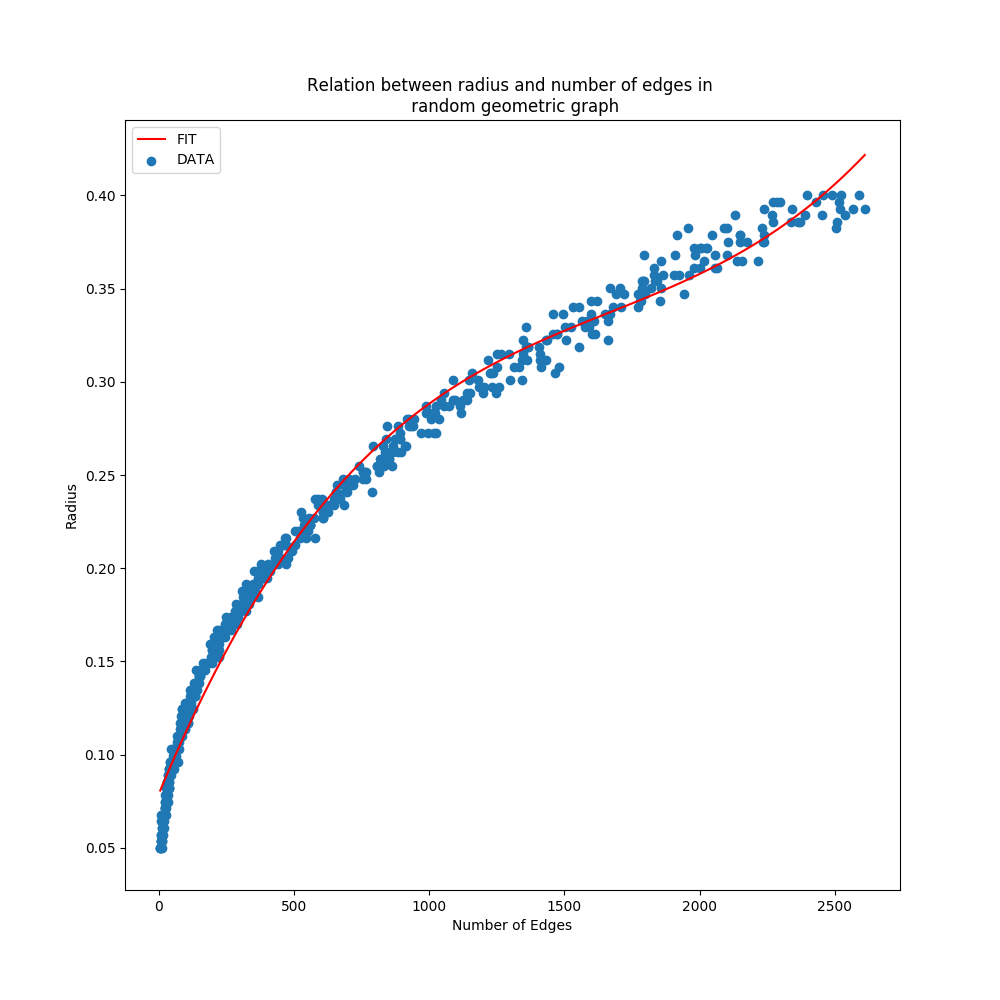 Relation between radius and number of edges in
random geometric graph
FIT
DATA
0.40
0.35
0.30
0.25
0.20
0.15
0.10
0.05
Radius
0
500
1000
1500
2000
2500
Number of Edges